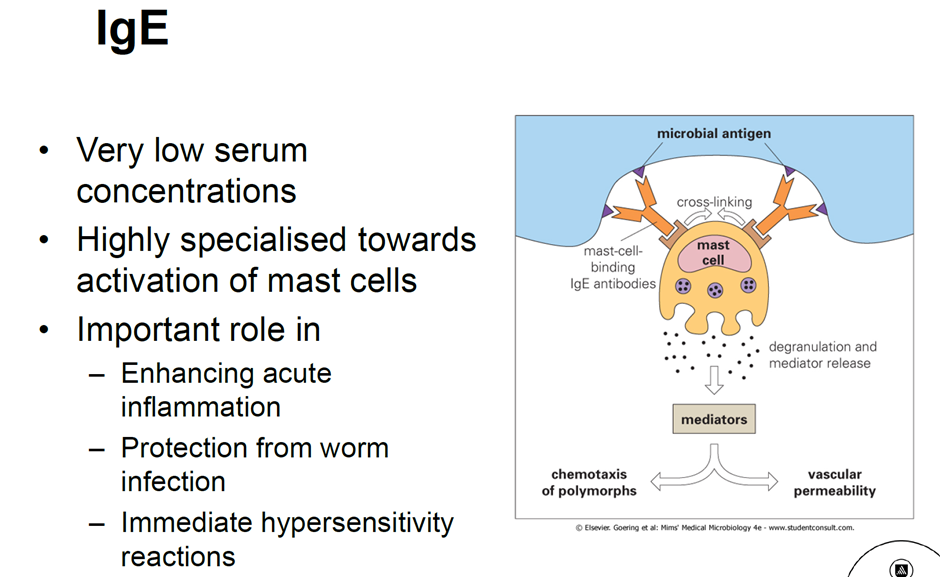 IgE
• Very low serum
concentrations
• Highly specialised towards
activation of mast cells
• Important role in
– Enhancing acute
inflammation
– Protection from worm
infection
– Immediate hypersensitivity
reactions
microbial antigen
cross-linking
mast
cell
mast-cell-
binding
IgE antibodies
degranulation and
mediator release
mediators
chemotaxis
of polymorphs
vascular
permeability
© Elsevier. Goering et al: Mims' Medical Microbiology 4e - www.studentconsult.com.